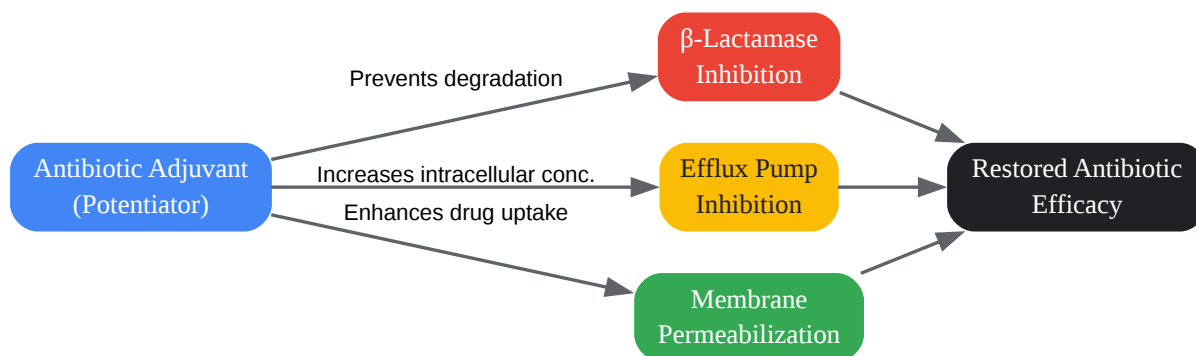 β-Lactamase
Inhibition
Prevents degradation
Antibiotic Adjuvant
(Potentiator)
Increases intracellular conc.
Enhances drug uptake
Efflux Pump
Inhibition
Restored Antibiotic
Efficacy
Membrane
Permeabilization